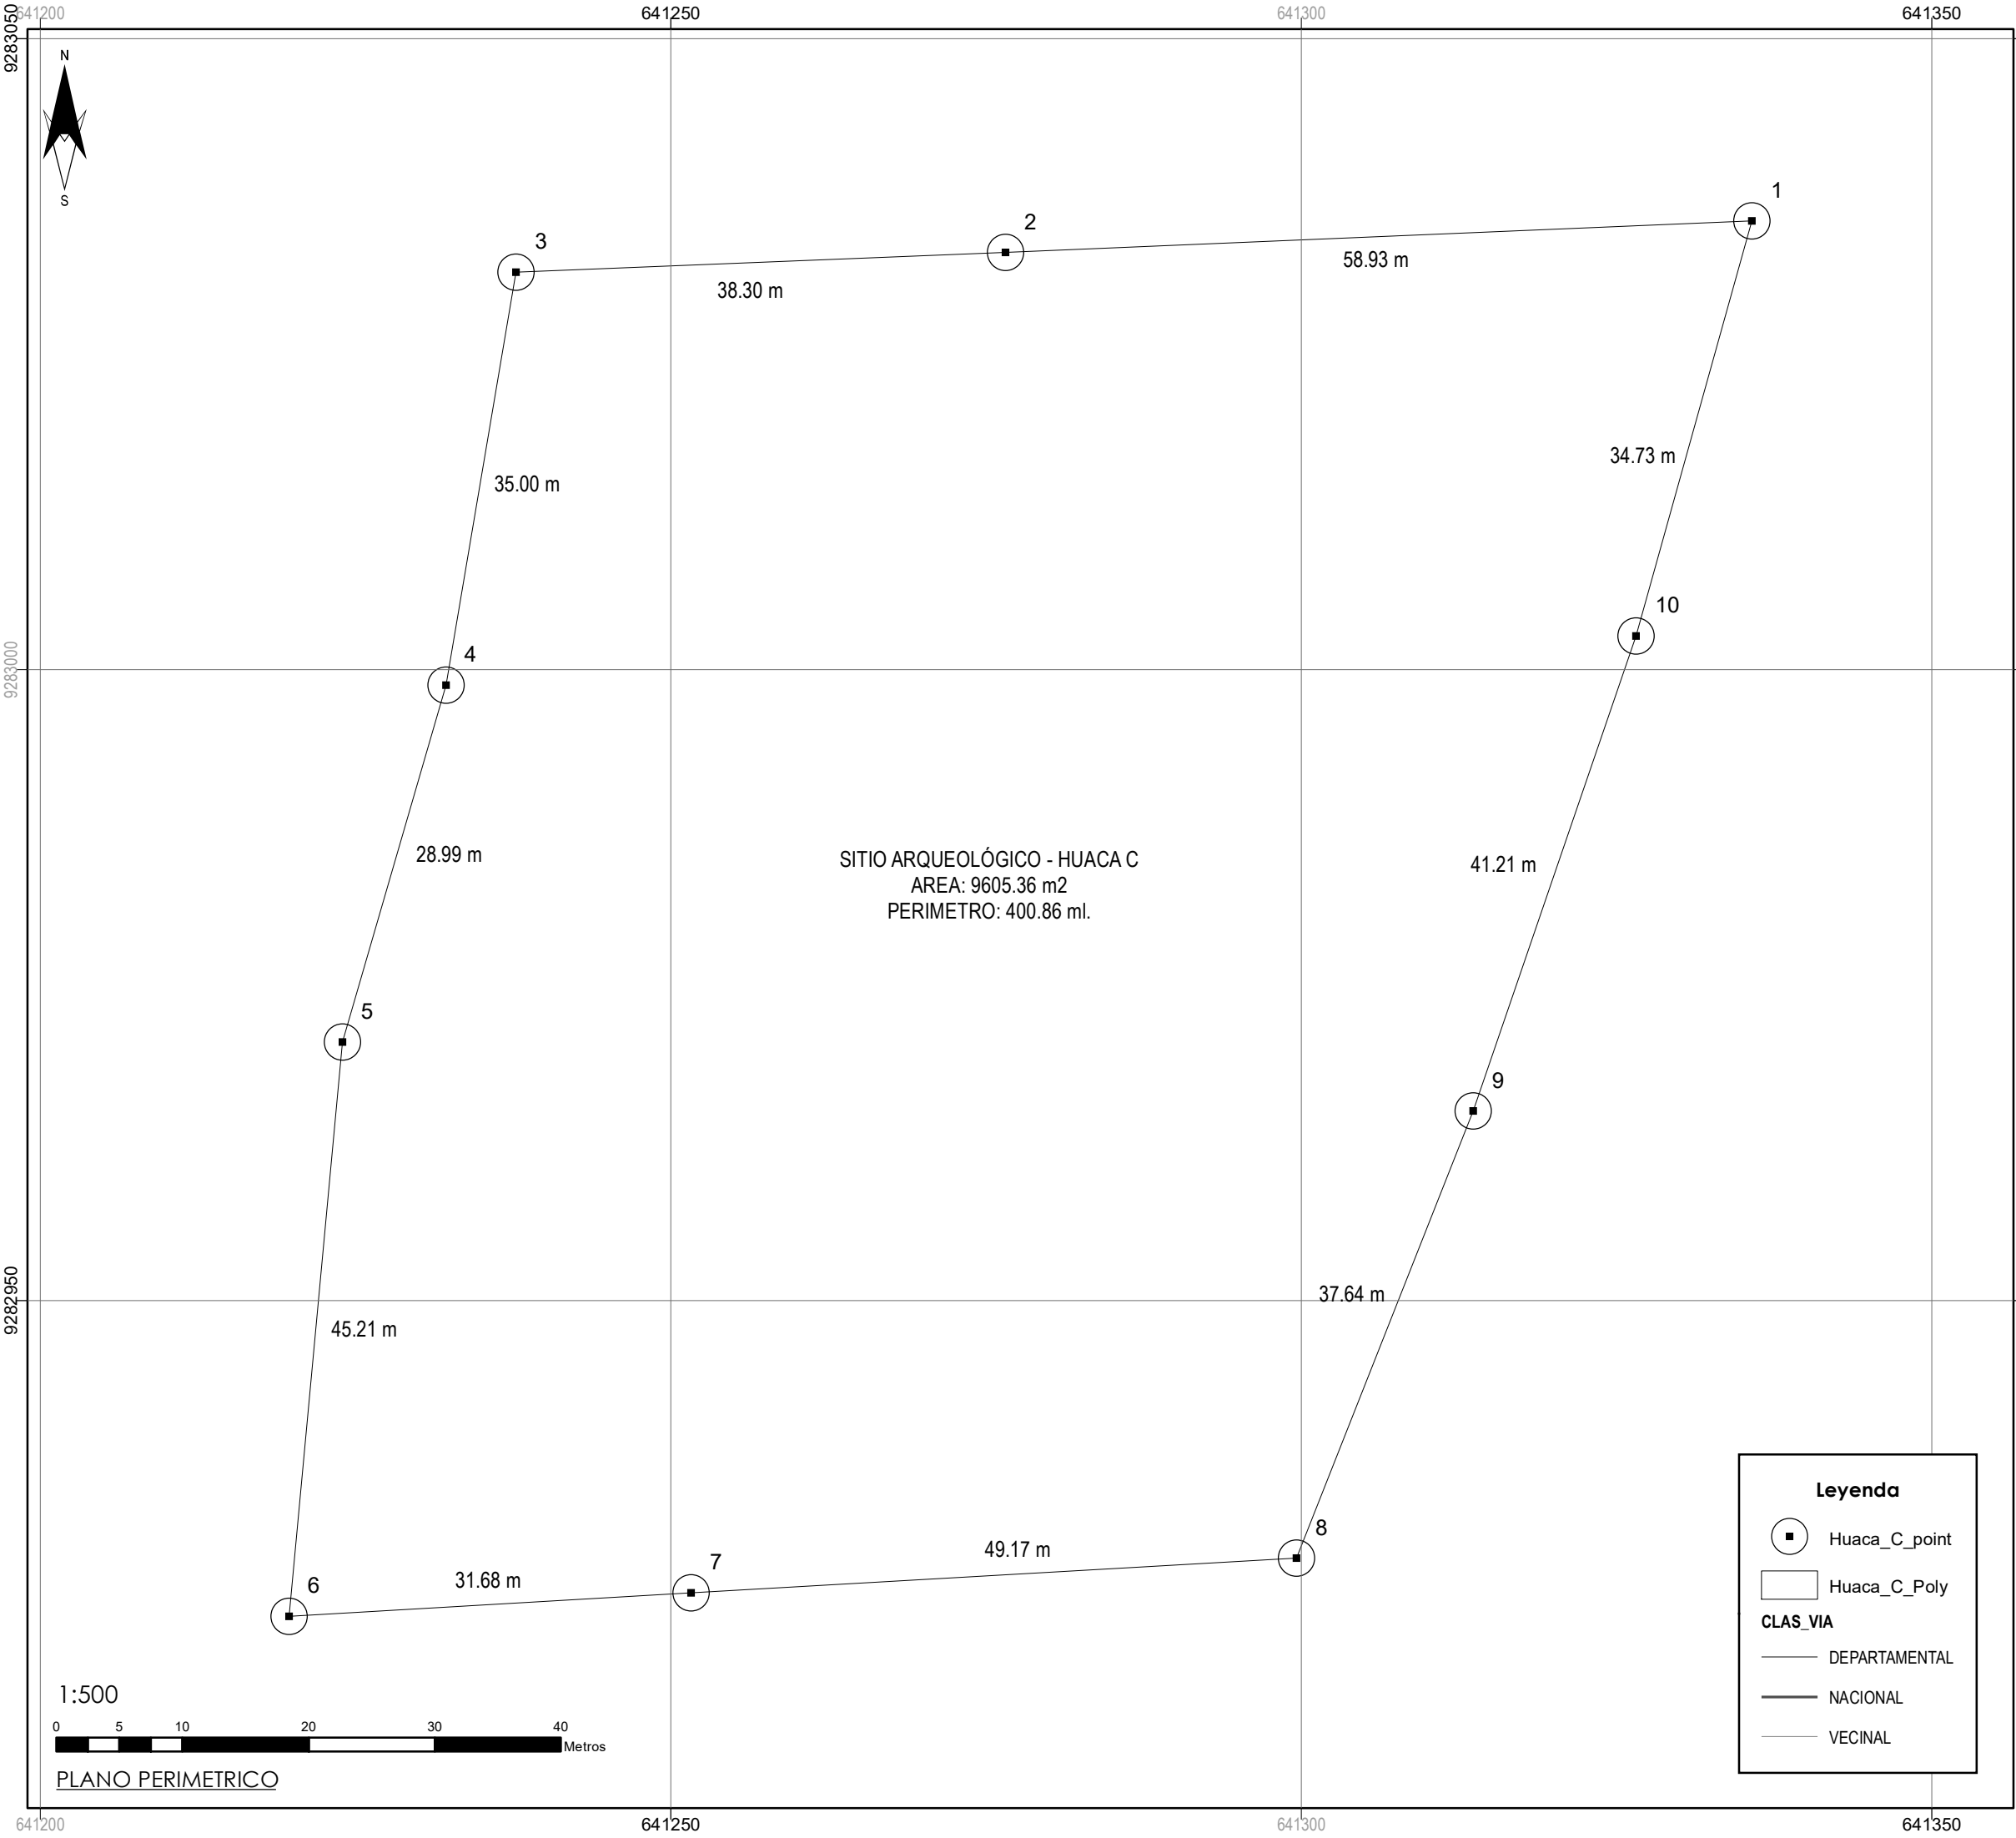 641200
641250
641300
641350
9283050
N
S
1
2
3
58.93 m
38.30 m
34.73 m
35.00 m
10
4
9283000
28.99 m
SITIO ARQUEOLÓGICO - HUACA C
AREA: 9605.36 m2
PERIMETRO: 400.86 ml.
41.21 m
5
9
9282950
37.64 m
45.21 m
8
49.17 m
7
31.68 m
6
Leyenda
Huaca_C_point
Huaca_C_Poly
CLAS_VIA
DEPARTAMENTAL
NACIONAL
VECINAL
1:500
0 5 10 20 30 40
Metros
PLANO PERIMETRICO
641200
641250
641300
641350